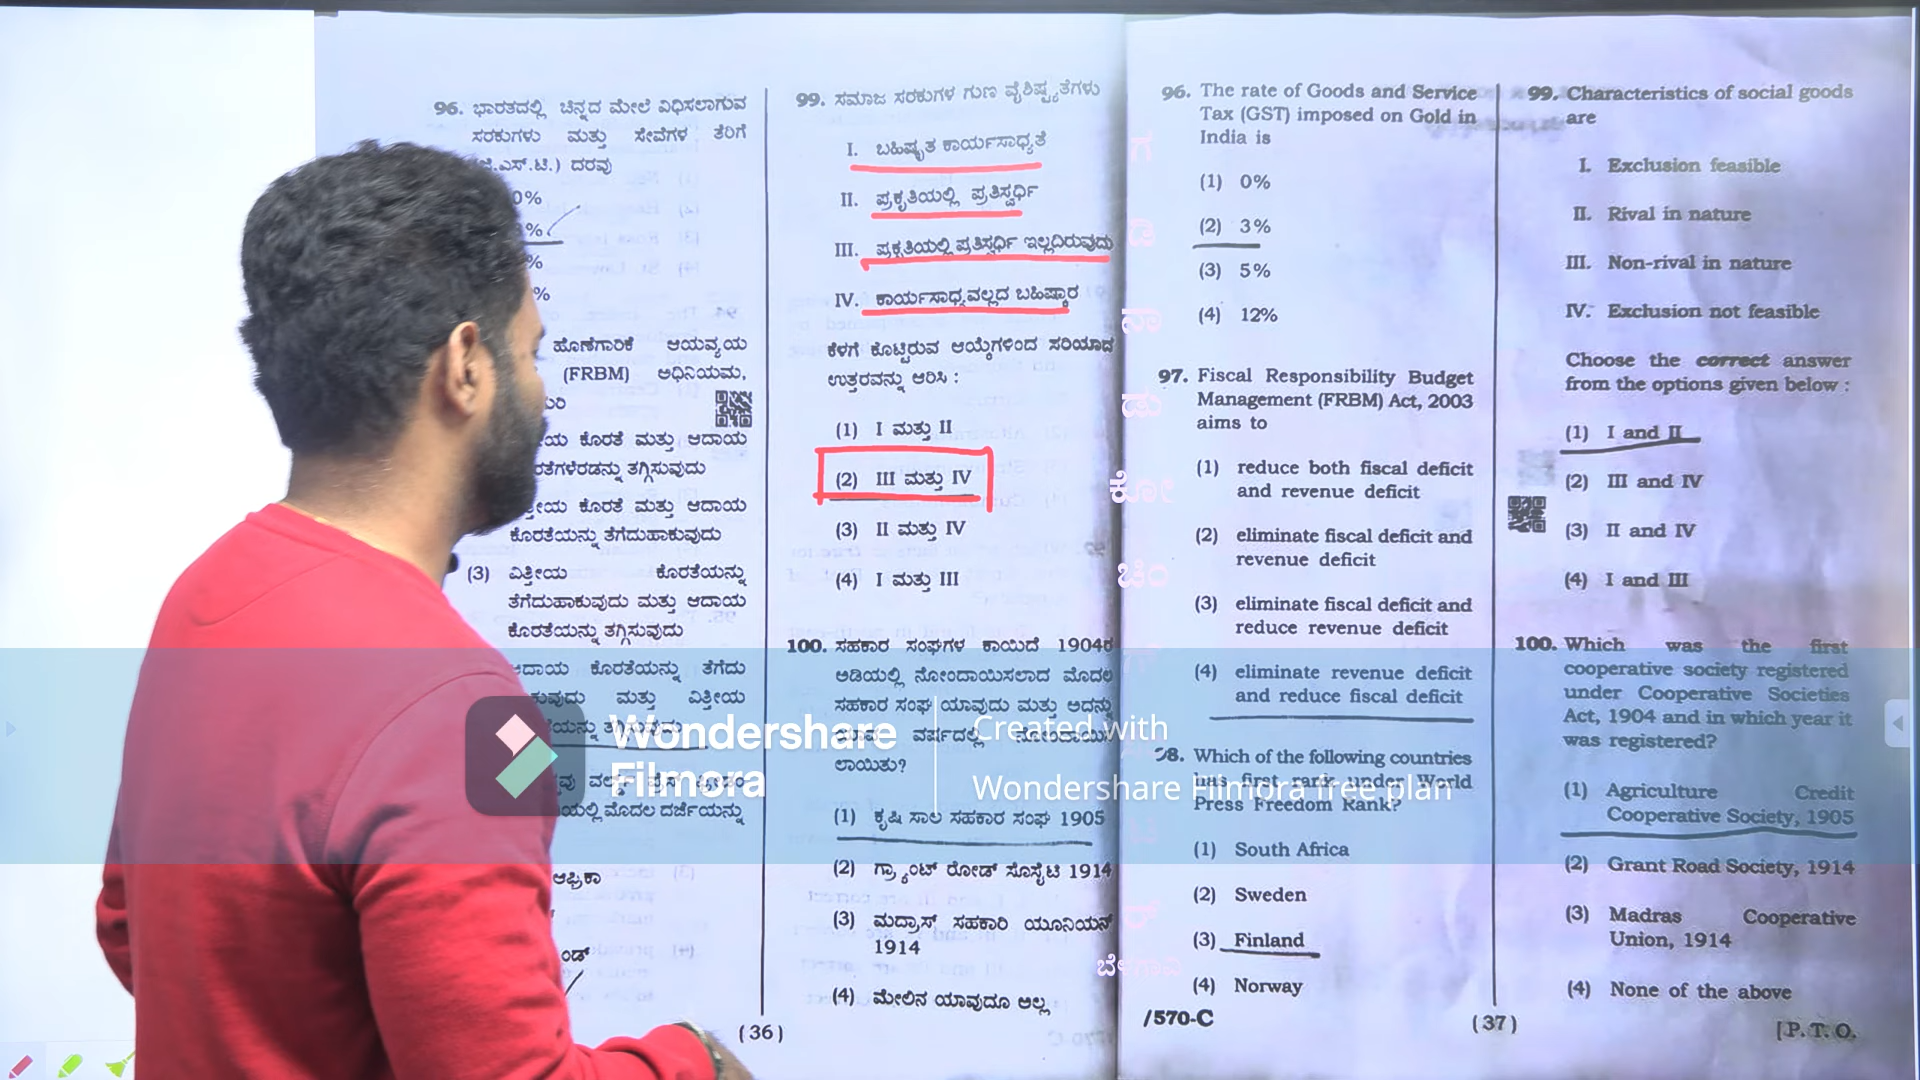 96. ಭಾರತದಲ್ಲಿ ಚಿನ್ನದ ಮೇಲೆ ವಿಧಿಸಲಾಗುವ
ಸರಕುಗಳು ಮತ್ತು ಸೇವೆಗಳ ತೆರಿಗೆ
ಜಿ.ಎಸ್.ಟಿ.) ದರವು
0%
%
%
%
ಹೊಣೆಗಾರಿಕೆ ಆಯವ್ಯಯ
(FRBM) ಅಧಿನಿಯಮ,
ಕೊರತೆ ಮತ್ತು ಆದಾಯ
ತಗ್ಗಿಸುವುದು
ಕೊರತೆ ಮತ್ತು ಆದಾಯ
ಕೊರತೆಯನ್ನು ತೆಗೆದುಹಾಕುವುದು
(3) ವಿತ್ತೀಯ ಕೊರತೆಯನ್ನು
ತೆಗೆದುಹಾಕುವುದು ಮತ್ತು ಆದಾಯ
ಕೊರತೆಯನ್ನು ತಗ್ಗಿಸುವುದು
ಆದಾಯ ಕೊರತೆಯನ್ನು ತೆಗೆದು
ಮತ್ತು ವಿತ್ತೀಯ
ತಗ್ಗಿಸುವುದು
ಮೊದಲ ದರ್ಜೆಯನ್ನು
ಆಫ್ರಿಕಾ
(36)
99. ಸಮಾಜ ಸರಕುಗಳ ಗುಣ ವೈಶಿಷ್ಟ್ಯತೆಗಳು
I. ಬಹಿಷ್ಕೃತ ಕಾರ್ಯಸಾಧ್ಯತೆ
II. ಪ್ರಕೃತಿಯಲ್ಲಿ ಪ್ರತಿಸ್ಪರ್ಧಿ
III. ಪ್ರಕೃತಿಯಲ್ಲಿ ಪ್ರತಿಸ್ಪರ್ಧಿ ಇಲ್ಲದಿರುವುದು
IV. ಕಾರ್ಯಸಾಧ್ಯವಲ್ಲದ ಬಹಿಷ್ಕಾರ
ಕೆಳಗೆ ಕೊಟ್ಟಿರುವ ಆಯ್ಕೆಗಳಿಂದ ಸರಿಯಾದ
ಉತ್ತರವನ್ನು ಆರಿಸಿ :
(1) I ಮತ್ತು II
(2) III ಮತ್ತು IV
(3) II ಮತ್ತು IV
(4) I ಮತ್ತು III
100. ಸಹಕಾರ ಸಂಘಗಳ ಕಾಯಿದೆ 1904ರ
ಅಡಿಯಲ್ಲಿ ನೋಂದಾಯಿಸಲಾದ ಮೊದಲ
ಸಹಕಾರ ಸಂಘ ಯಾವುದು ಮತ್ತು ಅದನ್ನು
ವರ್ಷದಲ್ಲಿ
ಲಾಯಿತು?
(1) ಕೃಷಿ ಸಾಲ ಸಹಕಾರ ಸಂಘ 1905
(2) ಗ್ರ್ಯಾಂಟ್ ರೋಡ್ ಸೊಸೈಟಿ 1914
(3) ಮದ್ರಾಸ್ ಸಹಕಾರಿ ಯೂನಿಯನ್
1914
(4) ಮೇಲಿನ ಯಾವುದೂ ಅಲ್ಲ
96. The rate of Goods and Service
Tax (GST) imposed on Gold in
India is
(1) 0%
(2) 3%
(3) 5%
(4) 12%
97. Fiscal Responsibility Budget
Management (FRBM) Act, 2003
aims to
(1) reduce both fiscal deficit
and revenue deficit
(2) eliminate fiscal deficit and
revenue deficit
(3) eliminate fiscal deficit and
reduce revenue deficit
(4) eliminate revenue deficit
and reduce fiscal deficit
98. Which of the following countries
has first rank under World
Press Freedom Rank?
(1) South Africa
(2) Sweden
(3) Finland
(4) Norway
/570-C
(37)
99. Characteristics of social goods
are
I. Exclusion feasible
II. Rival in nature
III. Non-rival in nature
IV. Exclusion not feasible
Choose the correct answer
from the options given below :
(1) I and II
(2) III and IV
(3) II and IV
(4) I and III
100. Which was the first
cooperative society registered
under Cooperative Societies
Act, 1904 and in which year it
was registered?
(1) Agriculture Credit
Cooperative Society, 1905
(2) Grant Road Society, 1914
(3) Madras Cooperative
Union, 1914
(4) None of the above
[ P. T. O.
Wondershare
Filmora
Created with
Wondershare Filmora free plan